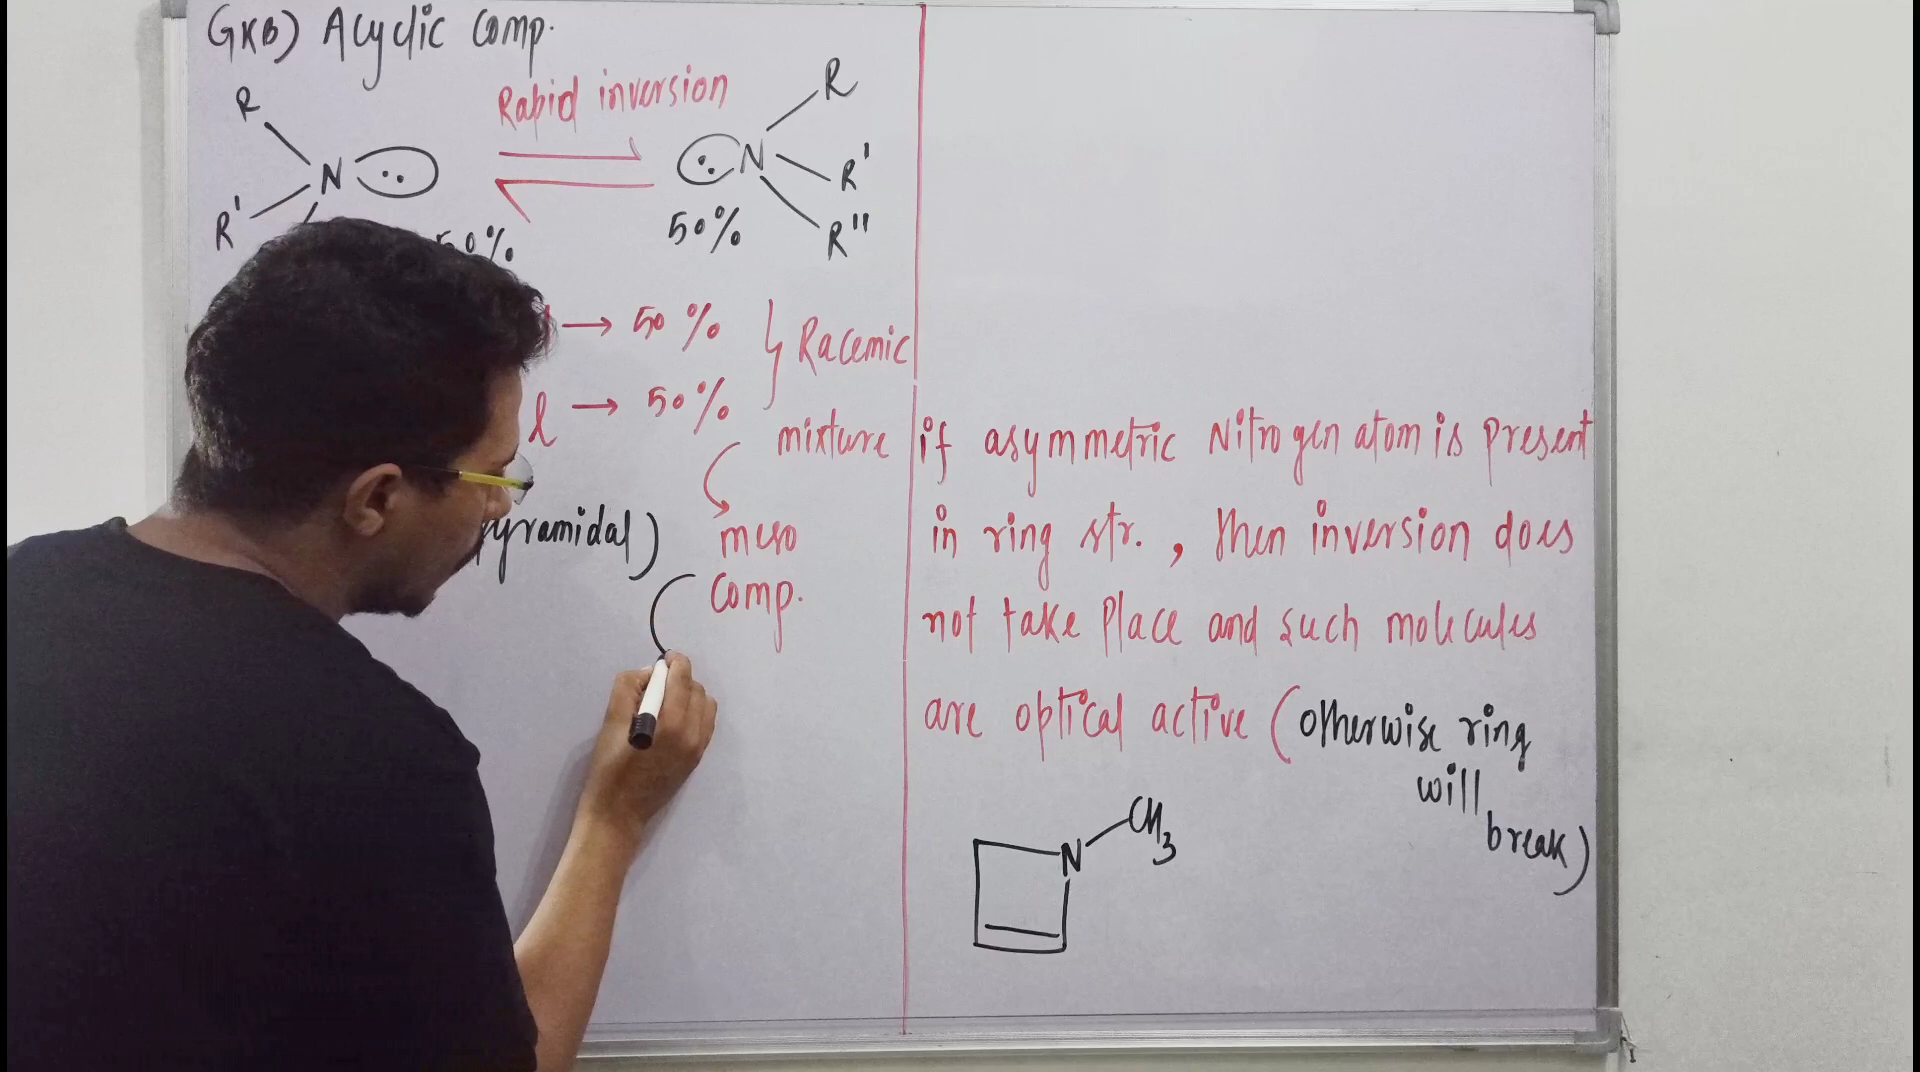 GKB) Acyclic Comp.
R
N
R'
50%
Rapid inversion
R
N
R'
R"
50%
→ 50 %
l → 50%
} Racemic
mixture
meso
comp.
pyramidal)
if asymmetric Nitrogen atom is present
in ring str. , then inversion does
not take place and such molecules
are optical active (otherwise ring
will
break)
N
CH3